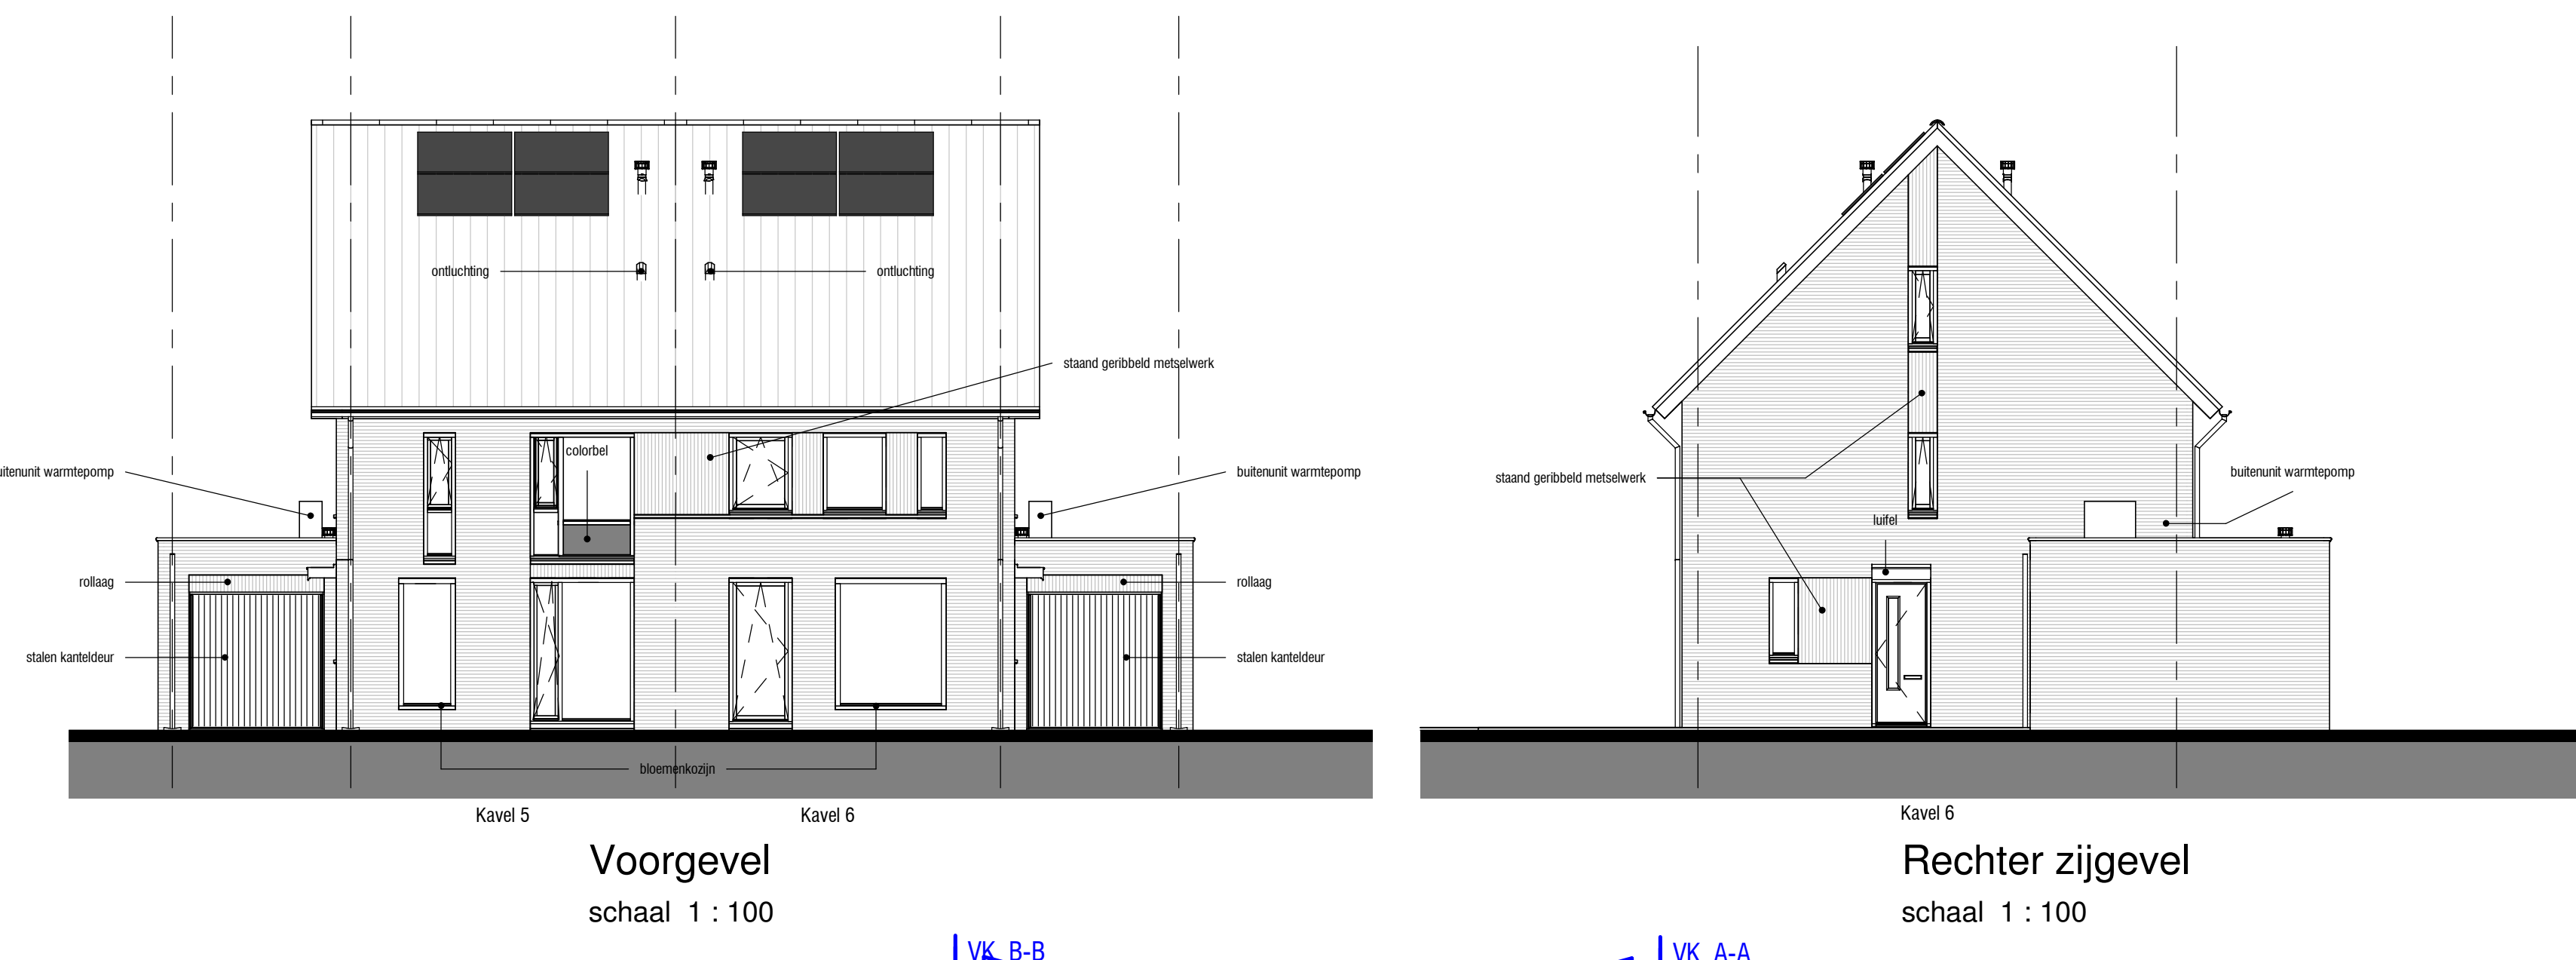 ontluchting
ontluchting
staand geribbeld metselwerk
colorbel
uitenunit warmtepomp
buitenunit warmtepomp
rollaag
rollaag
stalen kanteldeur
stalen kanteldeur
bloemenkozijn
Kavel 5
Kavel 6
Voorgevel
schaal 1 : 100
VK B-B
staand geribbeld metselwerk
buitenunit warmtepomp
luifel
Kavel 6
Rechter zijgevel
schaal 1 : 100
VK A-A